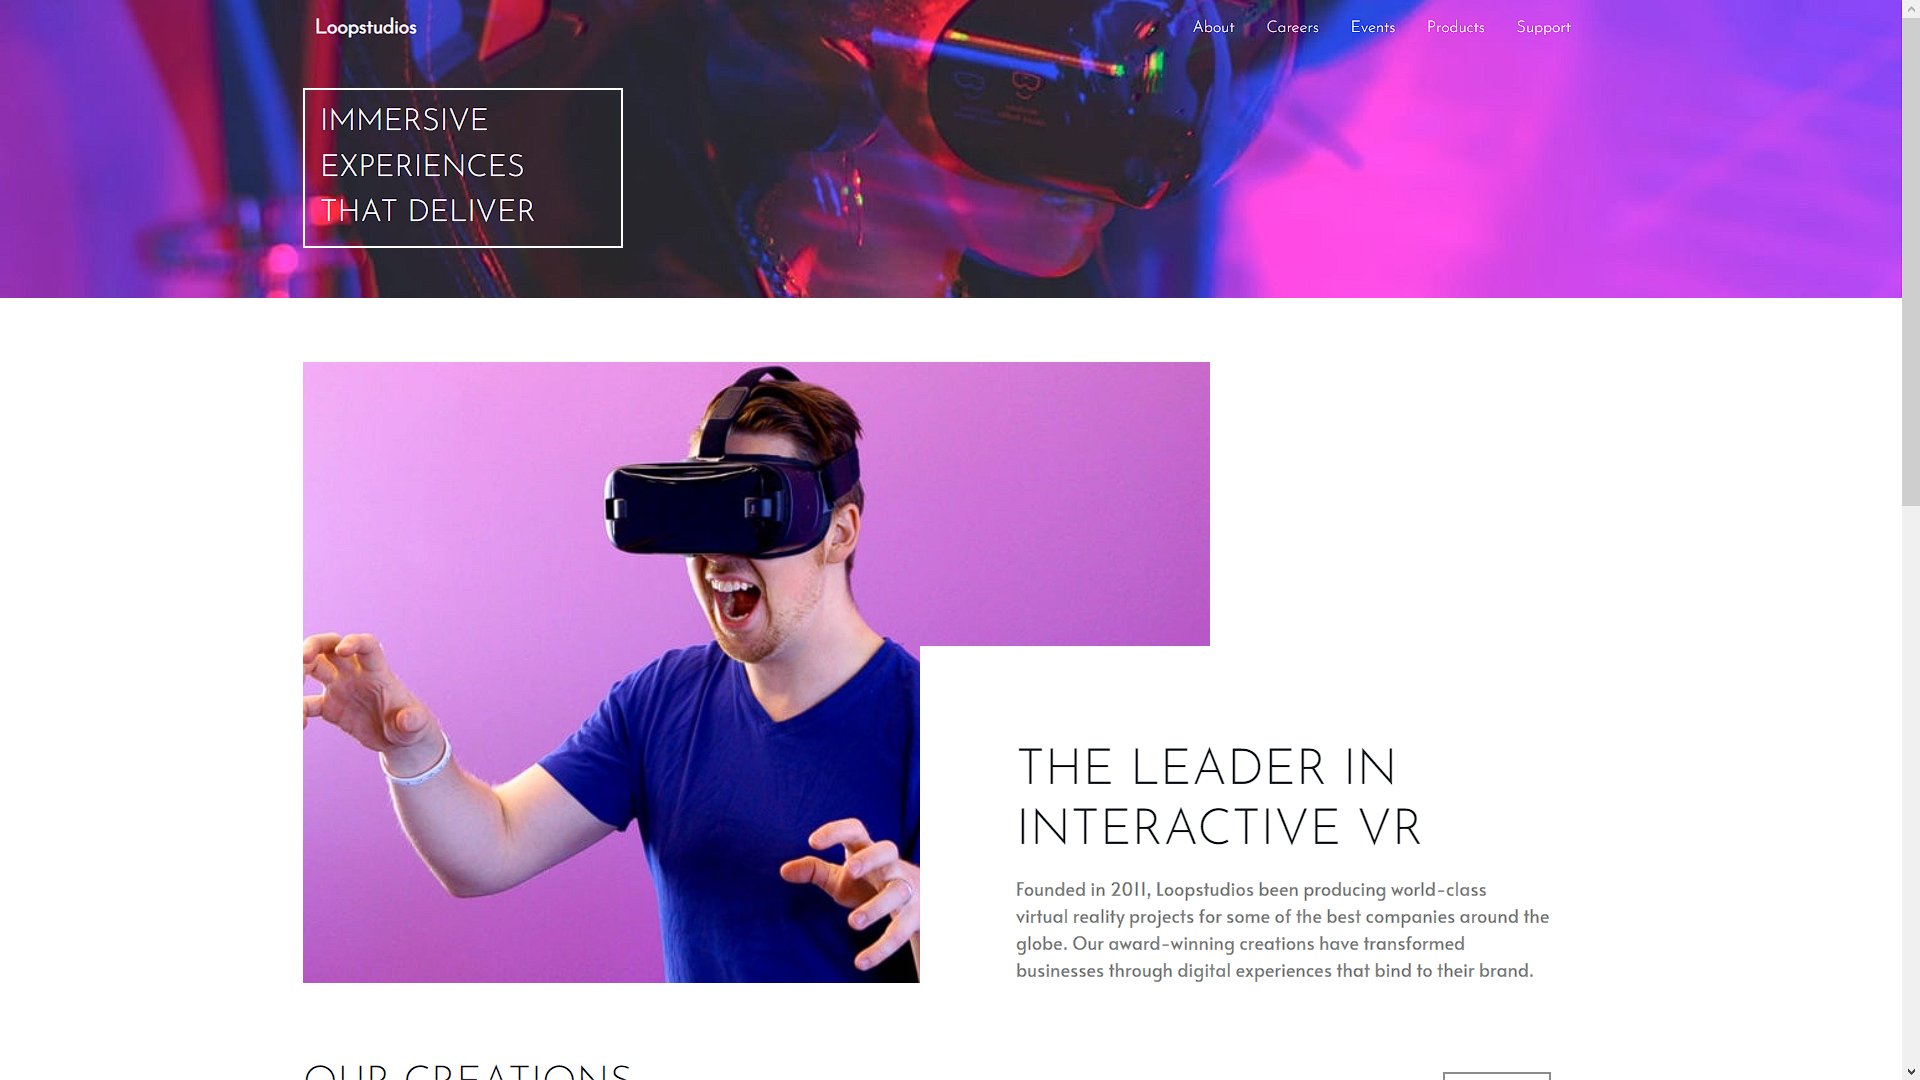 Loopstudios
About Careers Events Products Support
IMMERSIVE
EXPERIENCES
THAT DELIVER
THE LEADER IN
INTERACTIVE VR
Founded in 2011, Loopstudios been producing world-class
virtual reality projects for some of the best companies around the
globe. Our award-winning creations have transformed
businesses through digital experiences that bind to their brand.
OUR CREATIONS